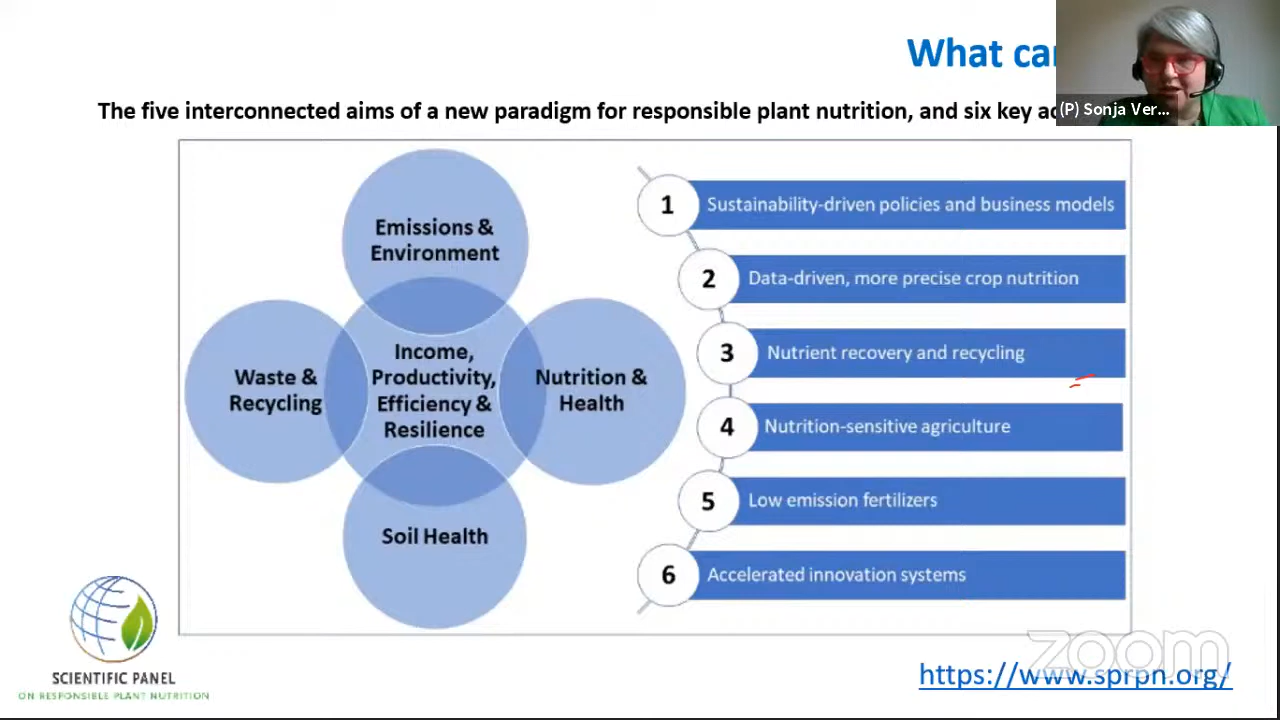 What ca
(P) Sonja Ver...
The five interconnected aims of a new paradigm for responsible plant nutrition, and six key ac
Emissions &
Environment
Waste &
Recycling
Income,
Productivity,
Efficiency &
Resilience
Nutrition &
Health
Soil Health
1 Sustainability-driven policies and business models
2 Data-driven, more precise crop nutrition
3 Nutrient recovery and recycling
4 Nutrition-sensitive agriculture
5 Low emission fertilizers
6 Accelerated innovation systems
SCIENTIFIC PANEL
ON RESPONSIBLE PLANT NUTRITION
zoom
https://www.sprpn.org/